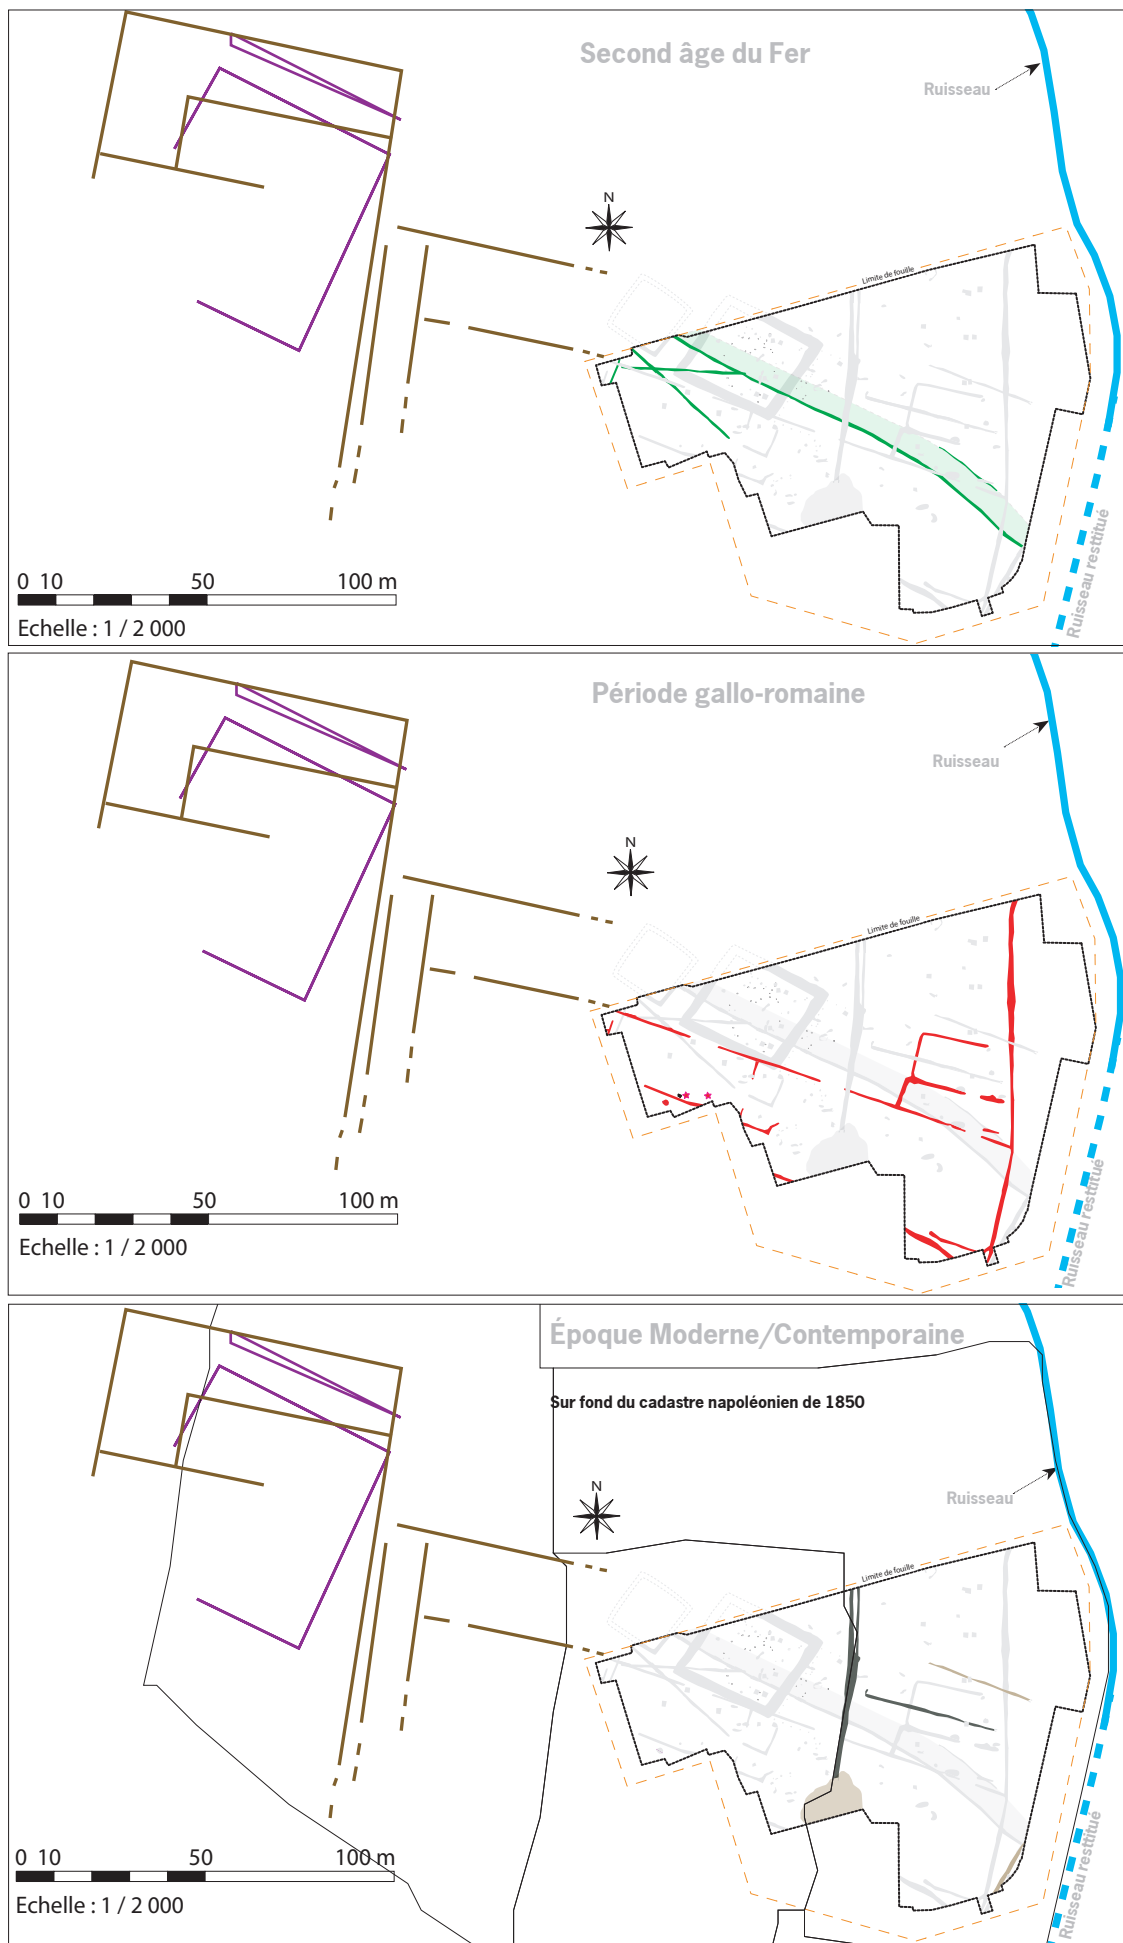 Second âge du Fer
Ruisseau
N
Limite de fouille
0 10 50 100 m
Echelle : 1 / 2 000
Ruisseau resttitué
Période gallo-romaine
Ruisseau
N
Limite de fouille
0 10 50 100 m
Echelle : 1 / 2 000
Ruisseau restitué
Époque Moderne/Contemporaine
Sur fond du cadastre napoléonien de 1850
Ruisseau
N
Limite de fouille
0 10 50 100 m
Echelle : 1 / 2 000
Ruisseau resttitué